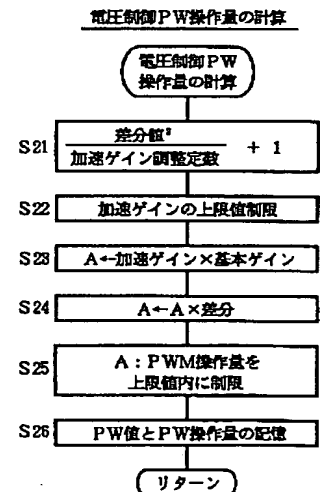 電圧制御PW操作量の計算
電圧制御PW
操作量の計算
S21
差分値²
加速ゲイン調整定数
+ 1
S22
加速ゲインの上限値制限
S23
A←加速ゲイン×基本ゲイン
S24
A←A×差分
S25
A：PWM操作量を
上限値内に制限
S26
PW値とPW操作量の記憶
リターン